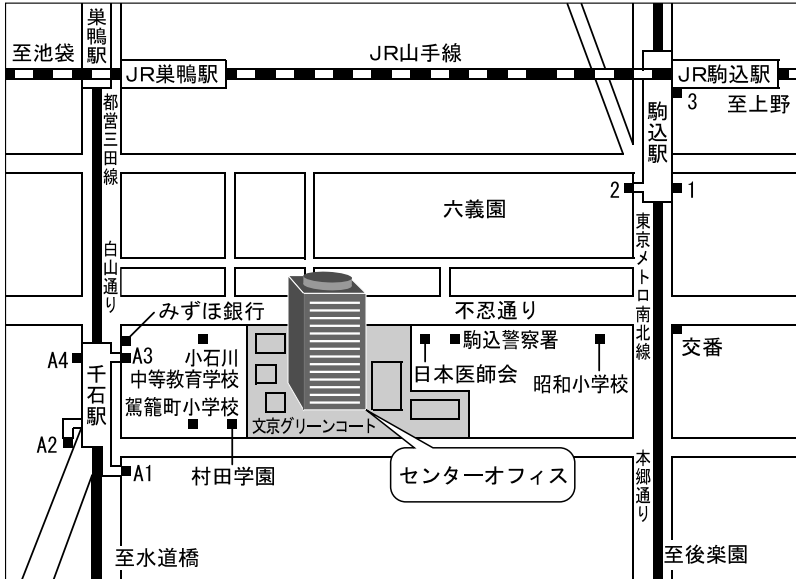 巣鴨駅
至池袋
JR巣鴨駅
JR山手線
JR駒込駅
3
至上野
駒込駅
都営三田線
2
1
六義園
東京メトロ南北線
白山通り
みずほ銀行
不忍通り
A4
A3
小石川
中等教育学校
駒込警察署
日本医師会
昭和小学校
交番
千石駅
駕籠町小学校
文京グリーンコート
A2
A1
村田学園
センターオフィス
本郷通り
至水道橋
至後楽園